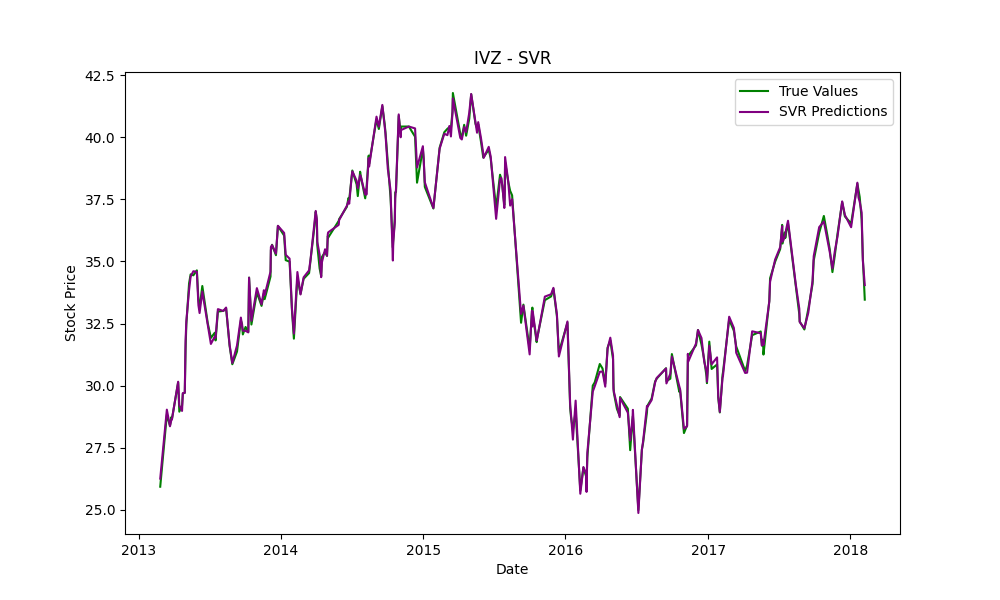 IVZ - SVR
True Values
SVR Predictions
Stock Price
42.5
40.0
37.5
35.0
32.5
30.0
27.5
25.0
2013 2014 2015 2016 2017 2018
Date